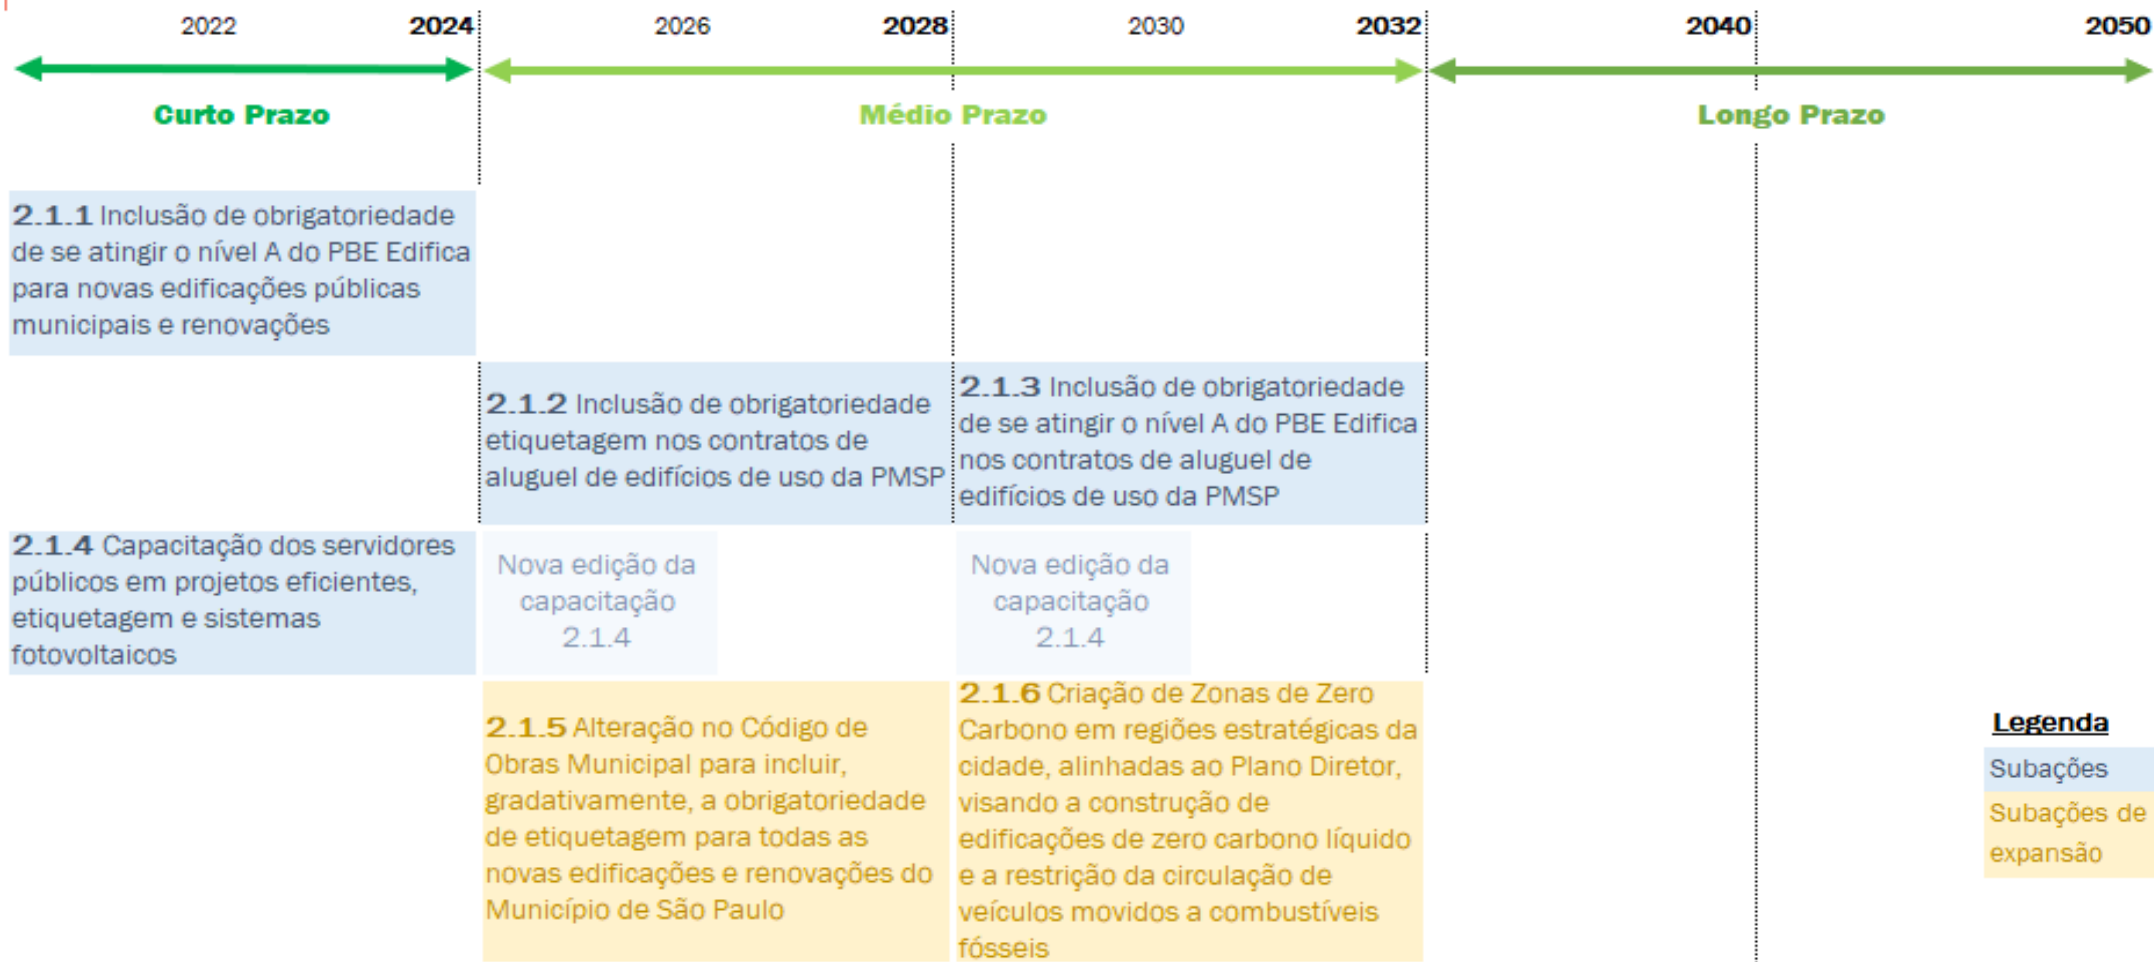 2022 2024 2026 2028 2030 2032 2040 2050
Curto Prazo Médio Prazo Longo Prazo
2.1.1 Inclusão de obrigatoriedade
de se atingir o nível A do PBE Edifica
para novas edificações públicas
municipais e renovações
2.1.2 Inclusão de obrigatoriedade
etiquetagem nos contratos de
aluguel de edifícios de uso da PMSP
2.1.3 Inclusão de obrigatoriedade
de se atingir o nível A do PBE Edifica
nos contratos de aluguel de
edifícios de uso da PMSP
2.1.4 Capacitação dos servidores
públicos em projetos eficientes,
etiquetagem e sistemas
fotovoltaicos
Nova edição da
capacitação
2.1.4
Nova edição da
capacitação
2.1.4
2.1.5 Alteração no Código de
Obras Municipal para incluir,
gradativamente, a obrigatoriedade
de etiquetagem para todas as
novas edificações e renovações do
Município de São Paulo
2.1.6 Criação de Zonas de Zero
Carbono em regiões estratégicas da
cidade, alinhadas ao Plano Diretor,
visando a construção de
edificações de zero carbono líquido
e a restrição da circulação de
veículos movidos a combustíveis
fósseis
Legenda
Subações
Subações de
expansão